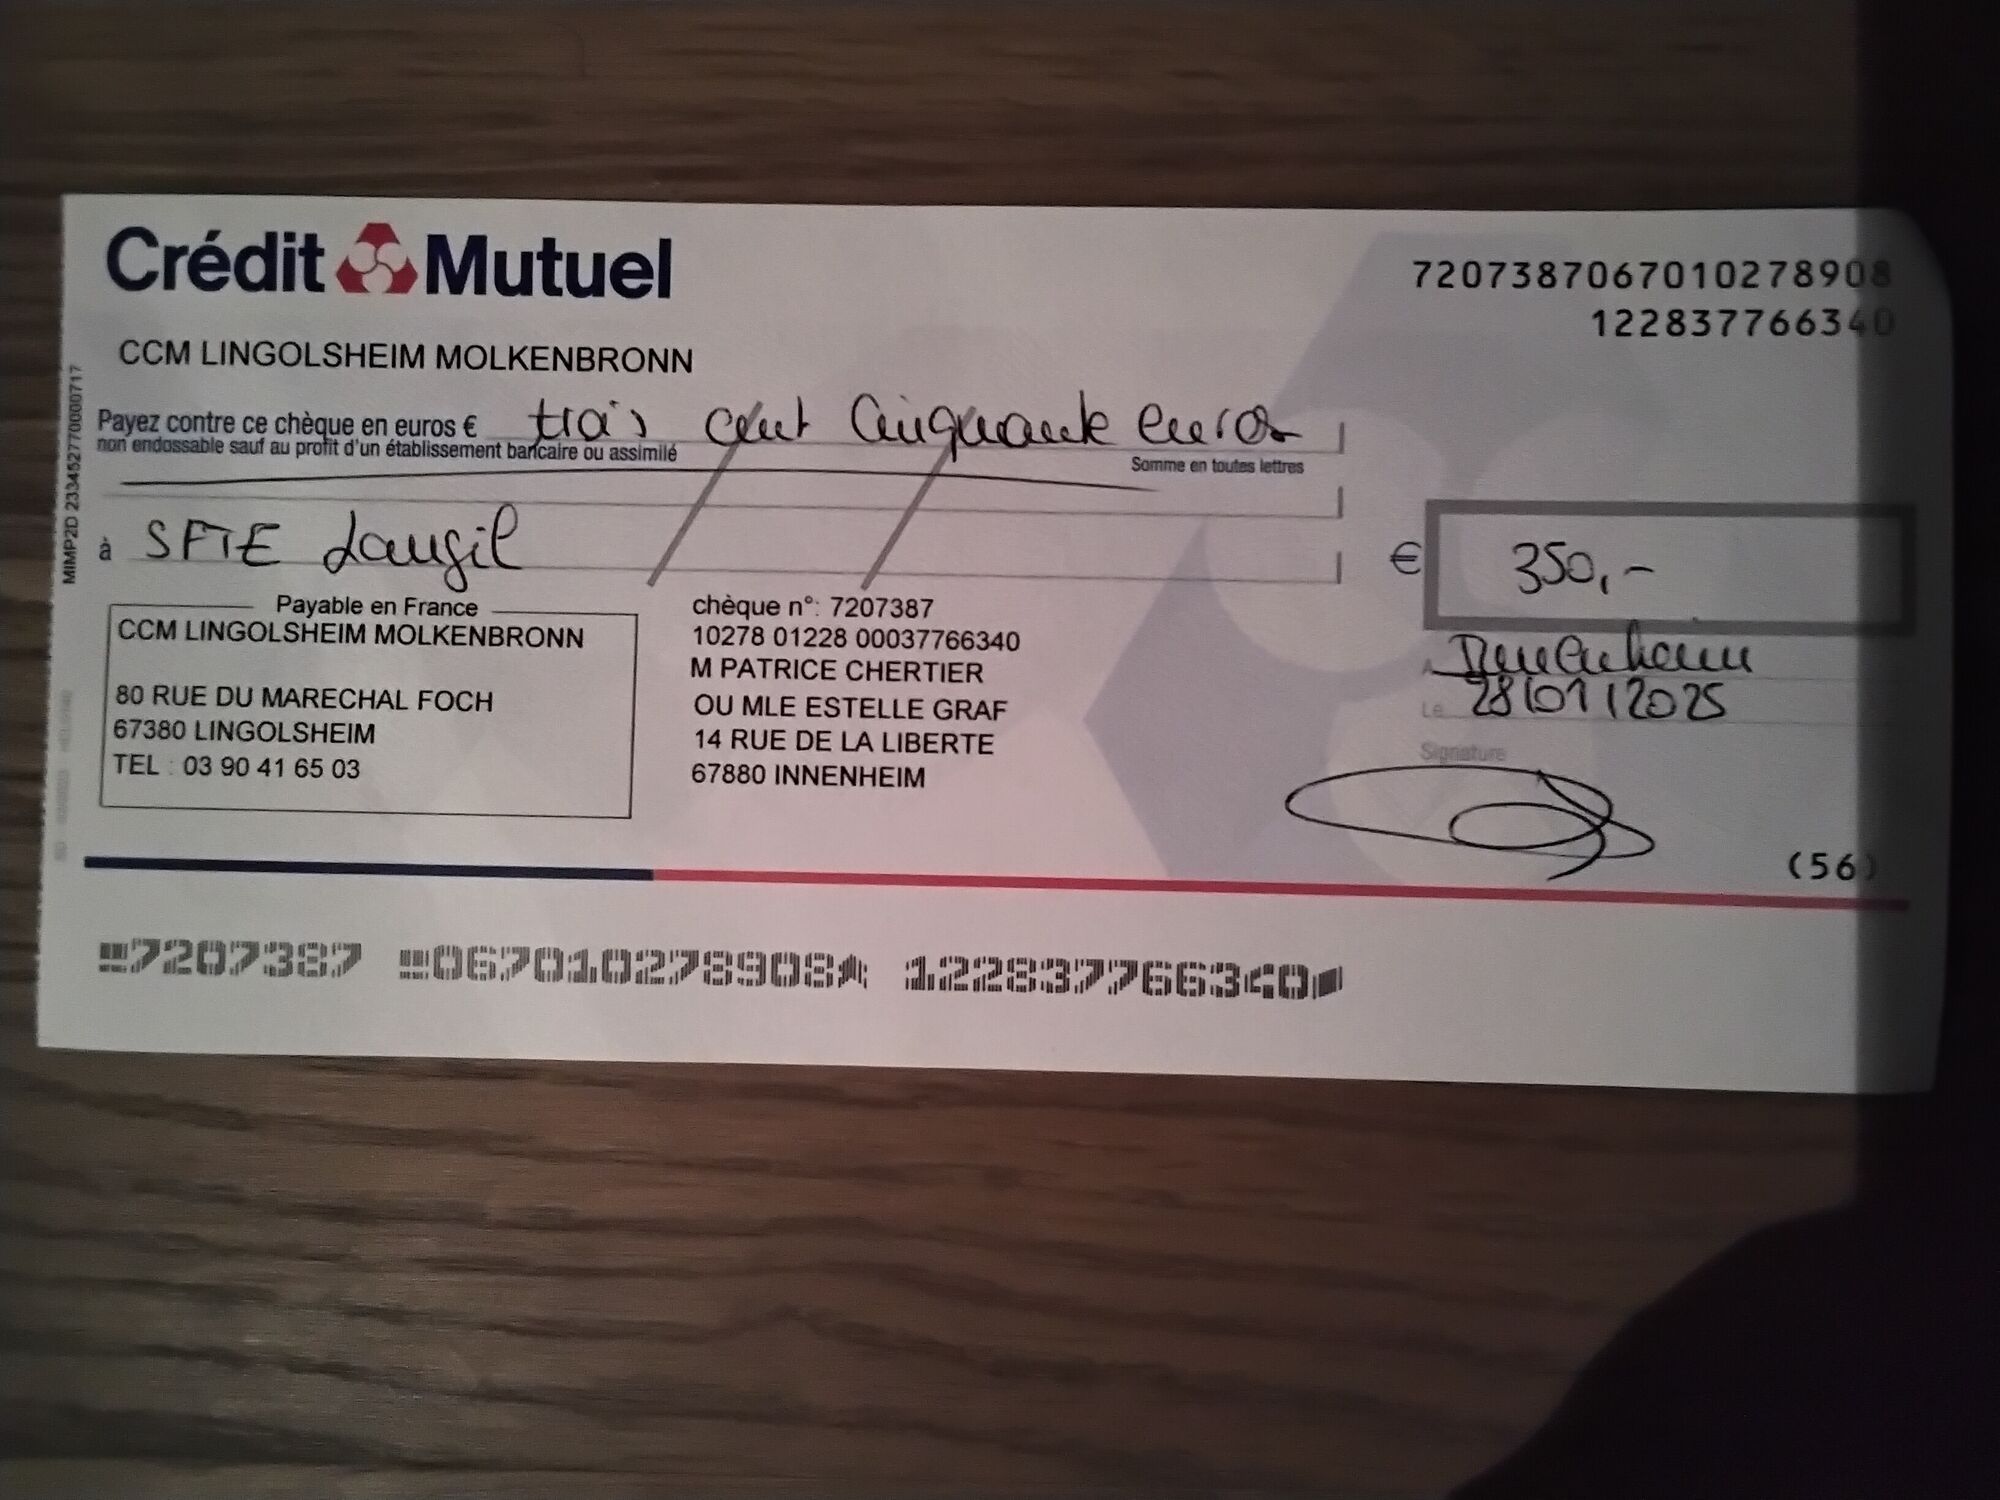 Crédit Mutuel
7207387067010278908
122837766340
CCM LINGOLSHEIM MOLKENBRONN
Payez contre ce chèque en euros € trois cent cinquante euros
non endossable sauf au profit d'un établissement bancaire ou assimilé
Somme en toutes lettres
à SFTE Laugil
€ 350,-
Payable en France
CCM LINGOLSHEIM MOLKENBRONN
80 RUE DU MARECHAL FOCH
67380 LINGOLSHEIM
TEL : 03 90 41 65 03
chèque n°: 7207387
10278 01228 00037766340
M PATRICE CHERTIER
OU MLE ESTELLE GRAF
14 RUE DE LA LIBERTE
67880 INNENHEIM
A
Le 28/01/2025
Signature
(56)
7207387 067010278908 122837766340
MIMP2D 2334527770000717